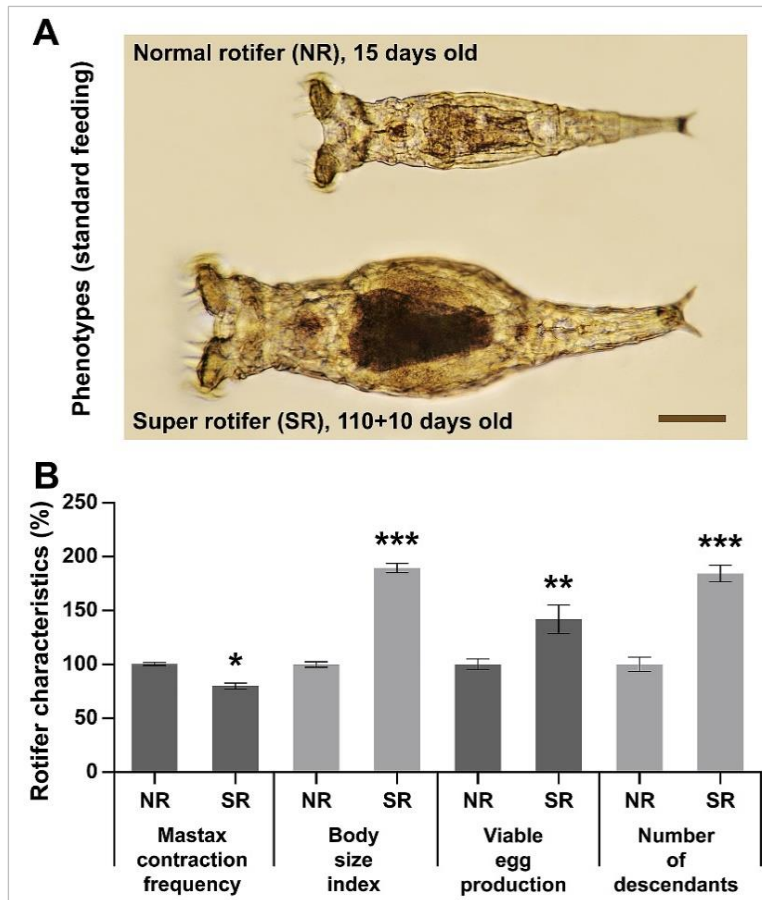 A
Phenotypes (standard feeding)
Normal rotifer (NR), 15 days old
Super rotifer (SR), 110+10 days old
B
Rotifer characteristics (%)
250
200
150
100
50
0
*
***
**
***
NR SR NR SR NR SR NR SR
Mastax Body Viable Number
contraction size egg of
frequency index production descendants